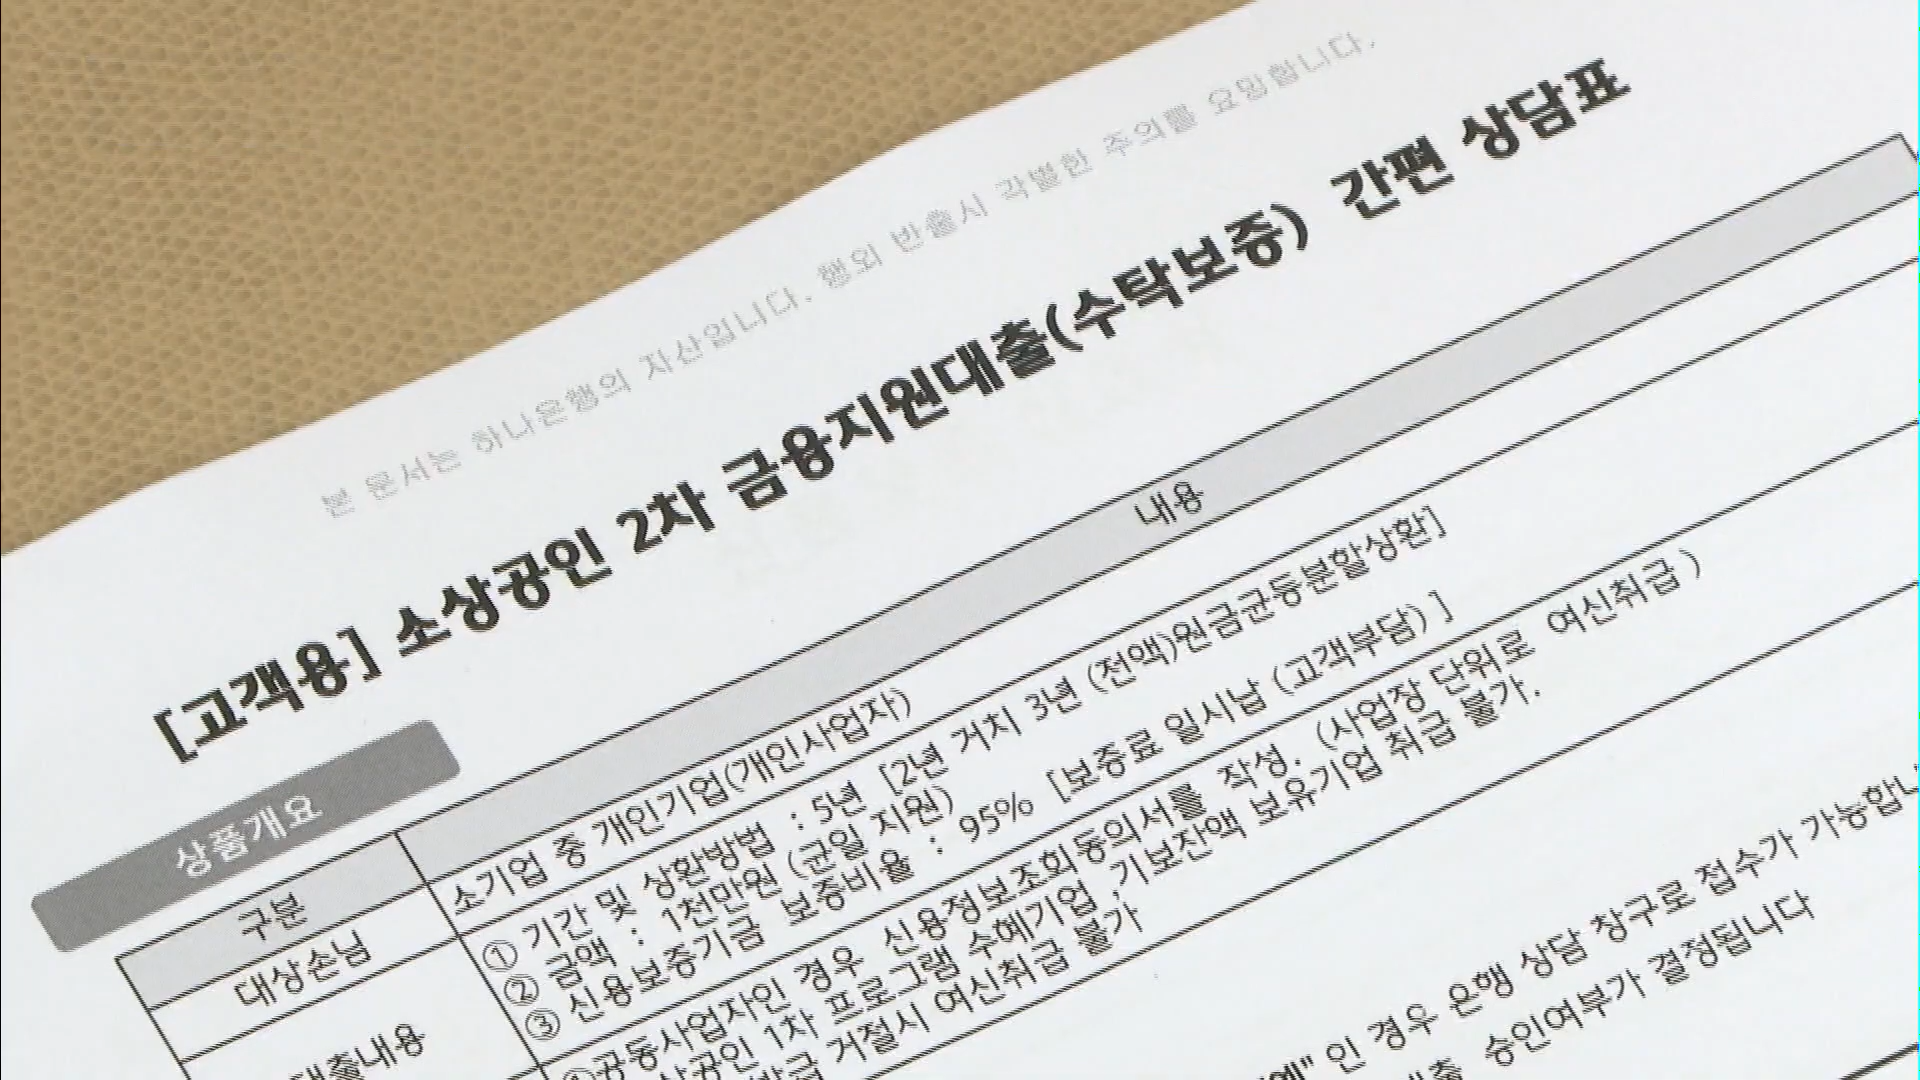 본 문서는 하나은행의 자산입니다. 행외 반출시 각별한 주의를 요망합니다.
[고객용] 소상공인 2차 금융지원대출(수탁보증) 간편 상담표
상품개요
구분
내용
대상손님
소기업 중 개인기업(개인사업자)
대출내용
① 기간 및 상환방법 : 5년 [2년 거치 3년 (전액)원금균등분할상환]
② 금액 : 1천만원 (균일 지원)
③ 신용보증기금 보증비율 : 95% [보증료 일시납 (고객부담) ]
①공동사업자인 경우 신용정보조회동의서를 작성. (사업장 단위로 여신취급 )
상공인 1차 프로그램 수혜기업 ,기보잔액 보유기업 취급 불가.
발급 거절시 여신취급 불가
" 인 경우 은행 상담 창구로 접수가 가능합니
대출 승인여부가 결정됩니다